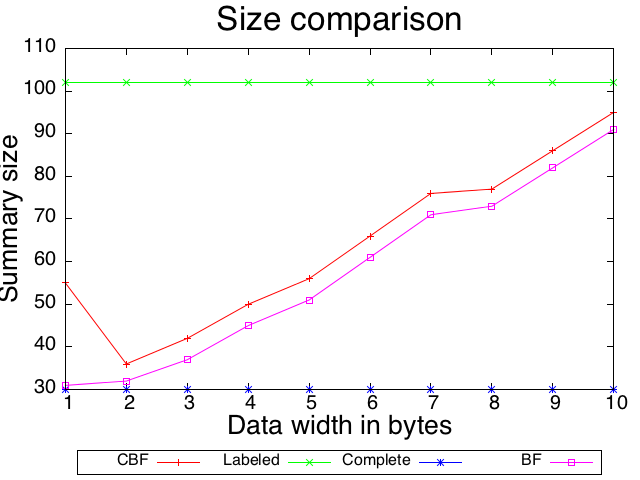 Size comparison
110
100
90
80
70
60
50
40
30
Summary size
1 2 3 4 5 6 7 8 9 10
Data width in bytes
CBF Labeled Complete BF